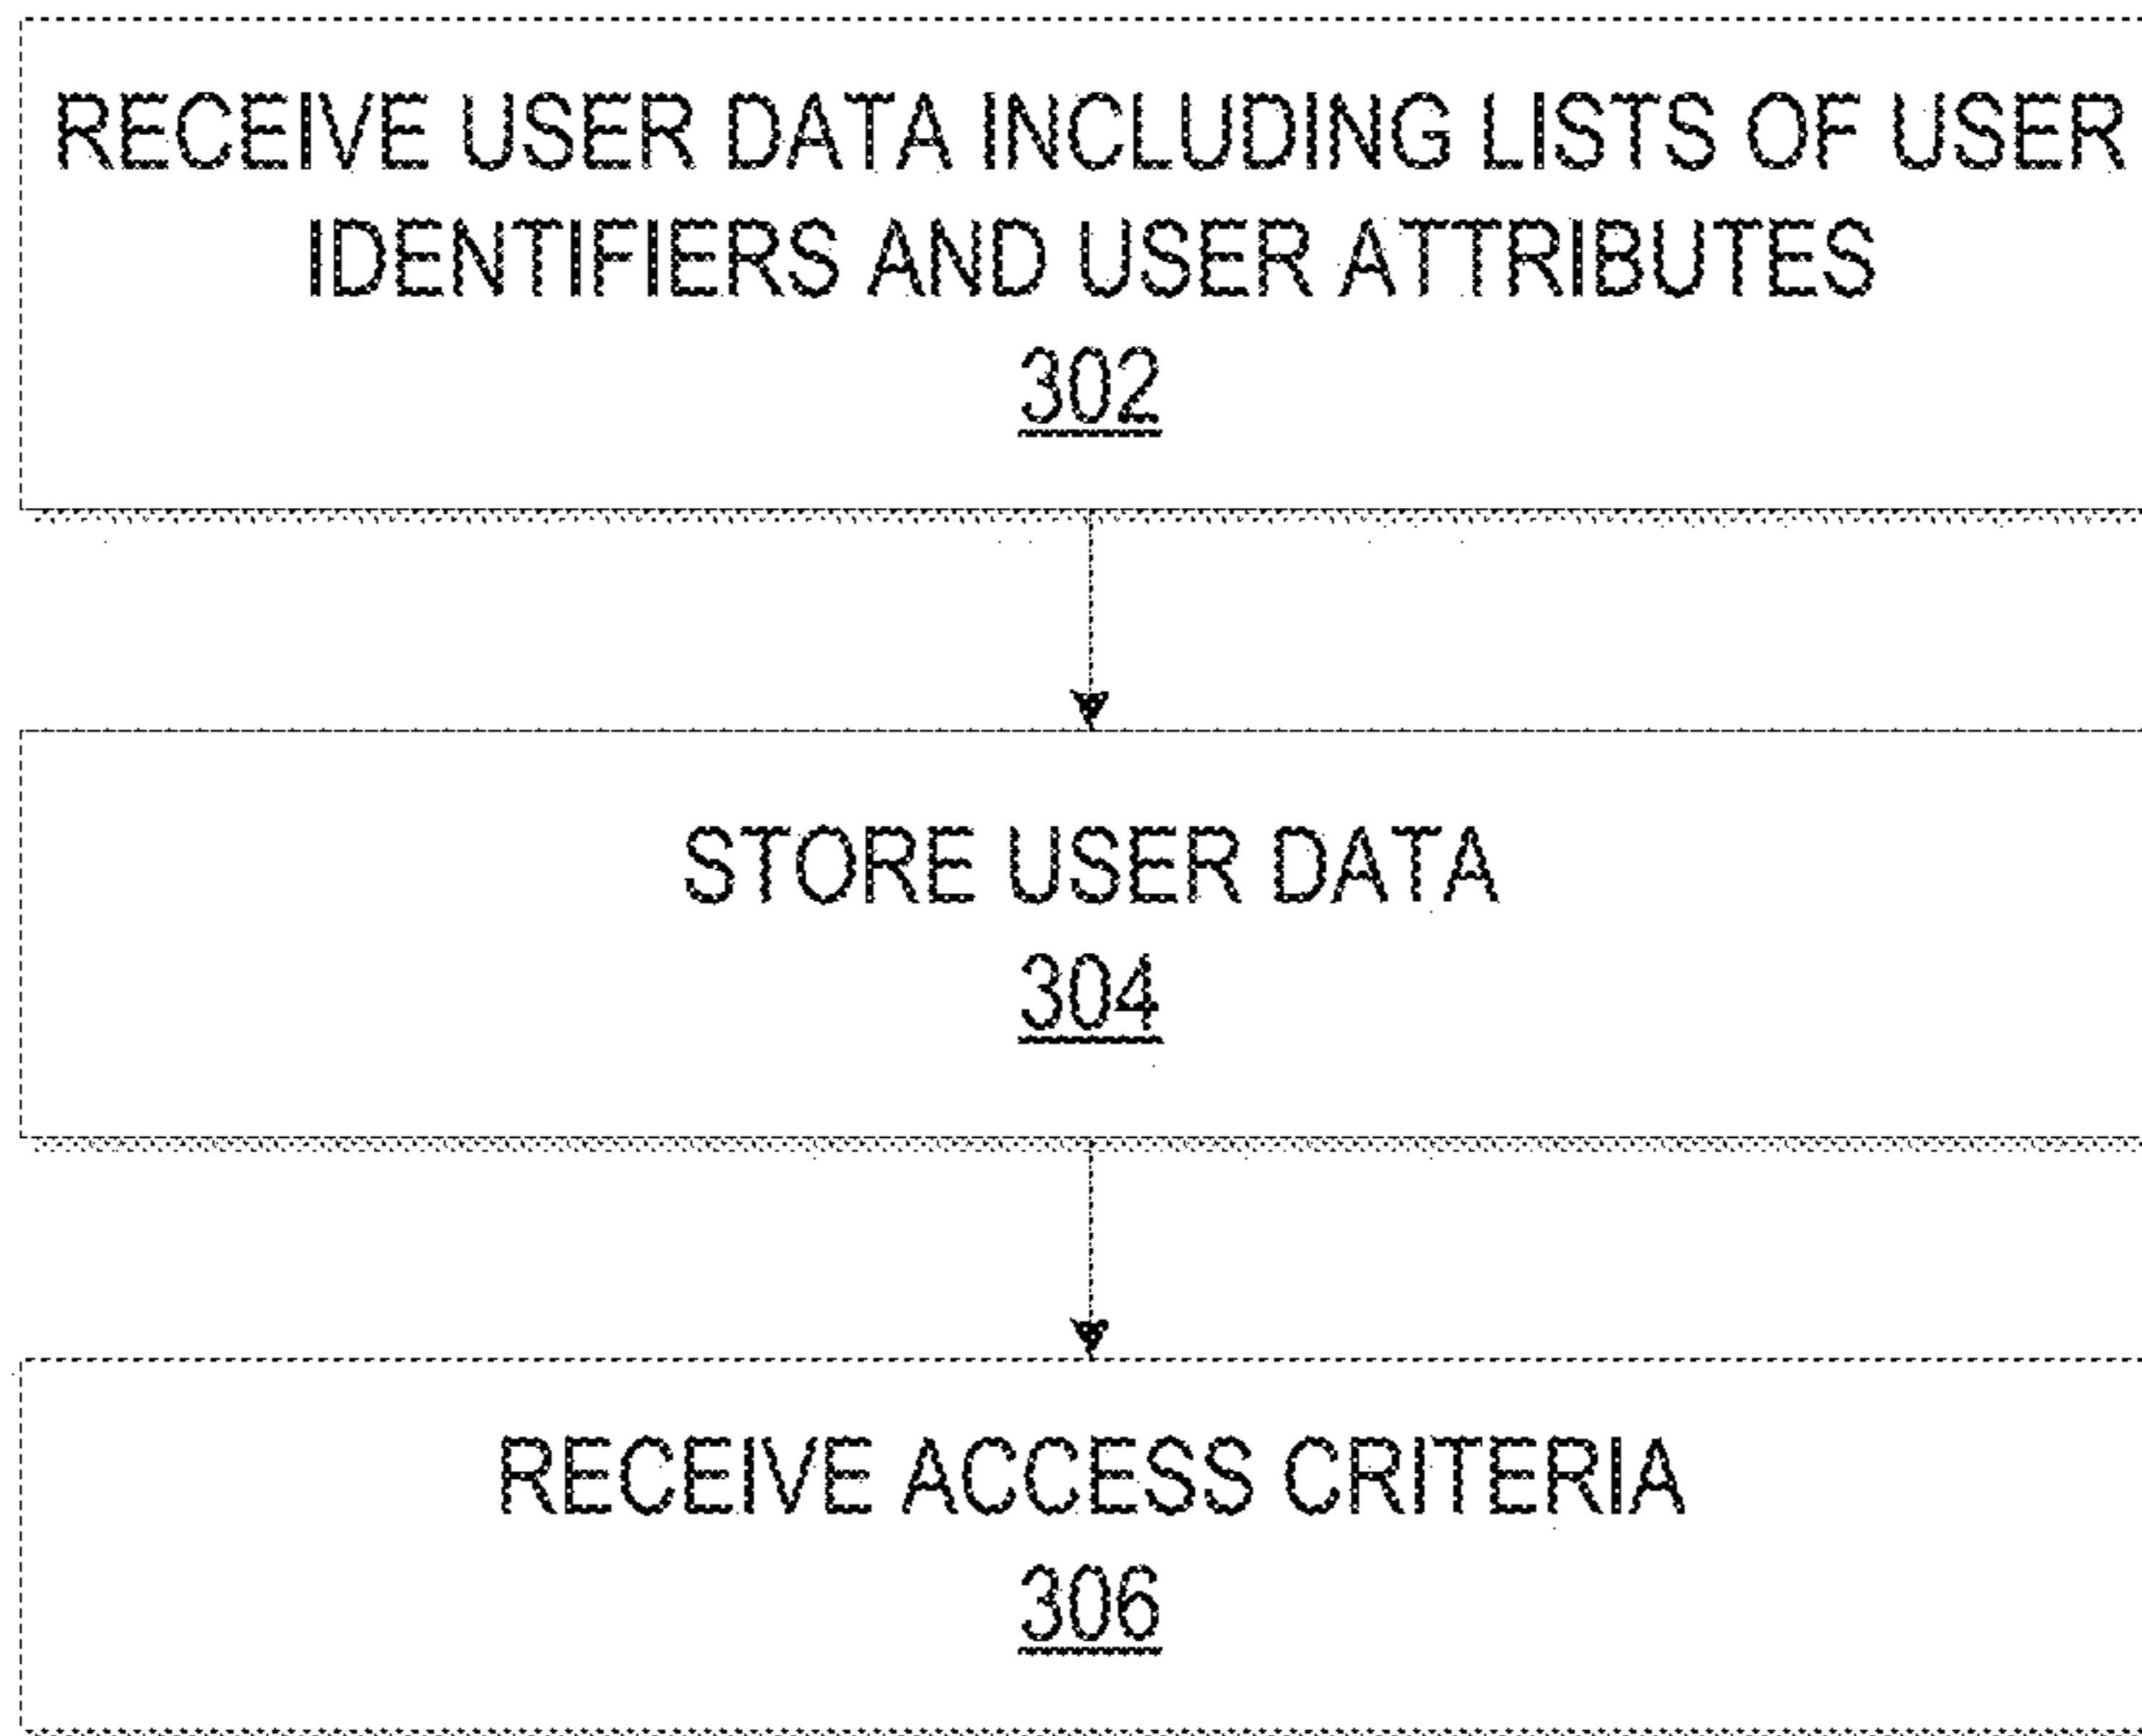 RECEIVE USER DATA INCLUDING LISTS OF USER
IDENTIFIERS AND USER ATTRIBUTES
302
STORE USER DATA
304
RECEIVE ACCESS CRITERIA
306